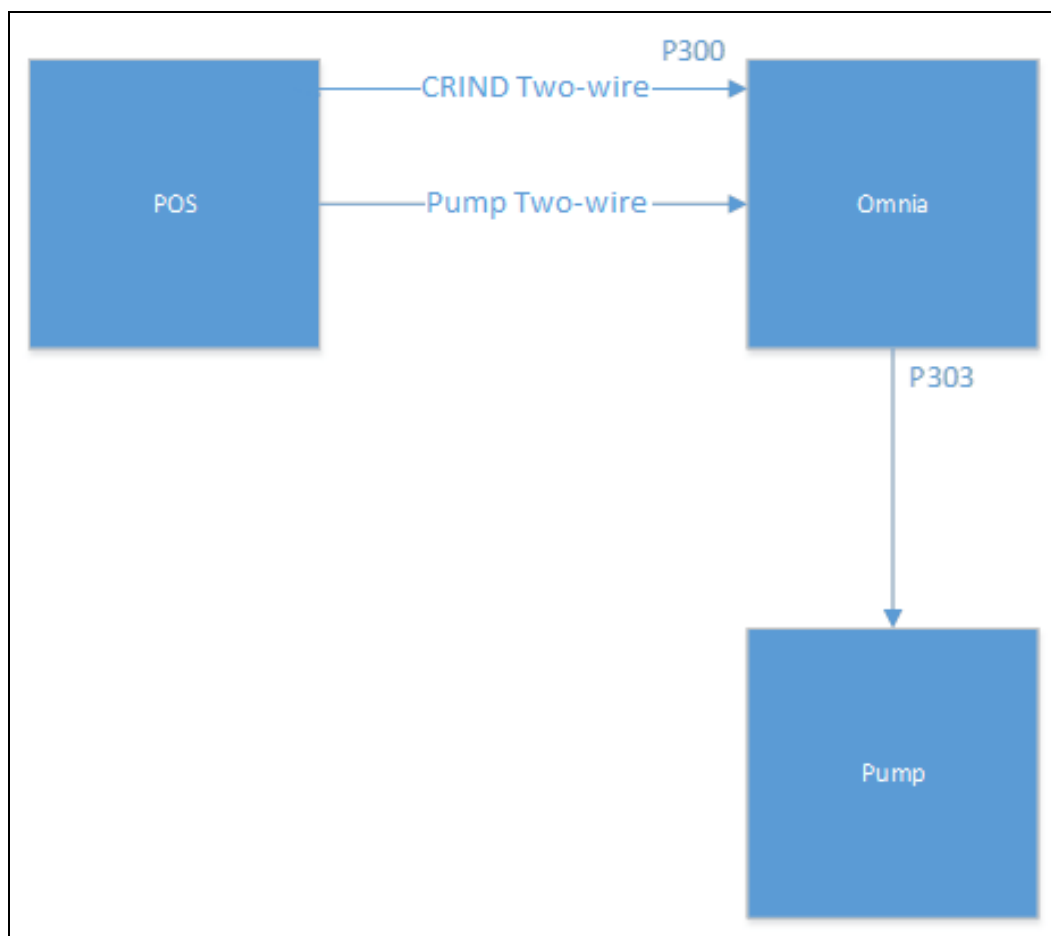 P300
CRIND Two-wire
POS
Pump Two-wire
Omnia
P303
Pump